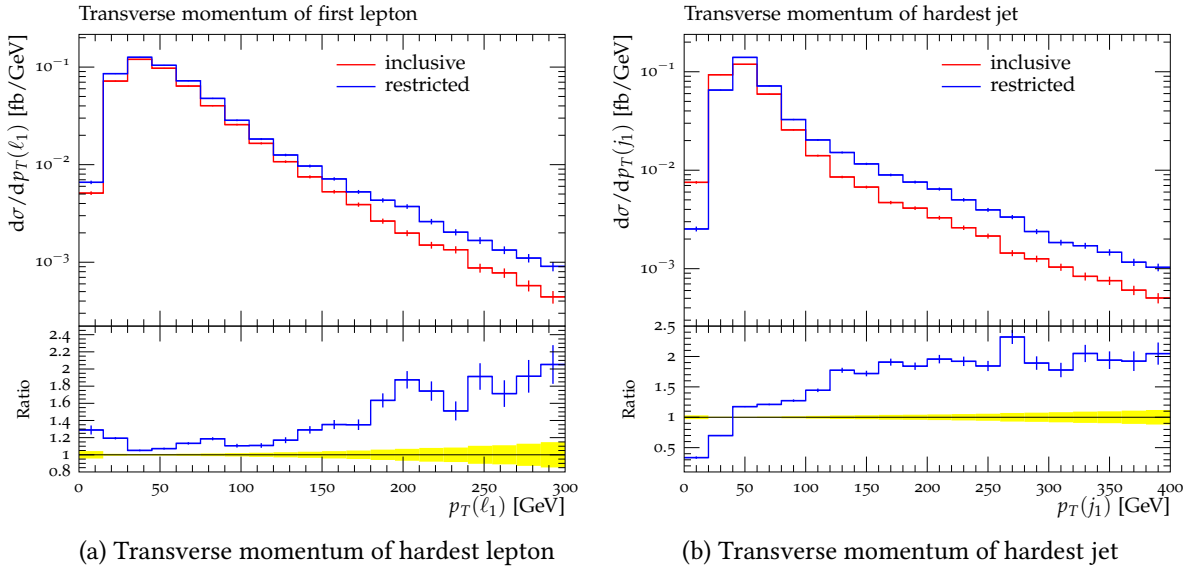 Transverse momentum of first lepton
dσ/dp_T(ℓ_1) [fb/GeV]
10^{-1}
10^{-2}
10^{-3}
inclusive
restricted
Ratio
2.4
2.2
2
1.8
1.6
1.4
1.2
1
0.8
0 50 100 150 200 250 300
p_T(ℓ_1) [GeV]
(a) Transverse momentum of hardest lepton
Transverse momentum of hardest jet
dσ/dp_T(j_1) [fb/GeV]
10^{-1}
10^{-2}
10^{-3}
inclusive
restricted
Ratio
2.5
2
1.5
1
0.5
0 50 100 150 200 250 300 350 400
p_T(j_1) [GeV]
(b) Transverse momentum of hardest jet